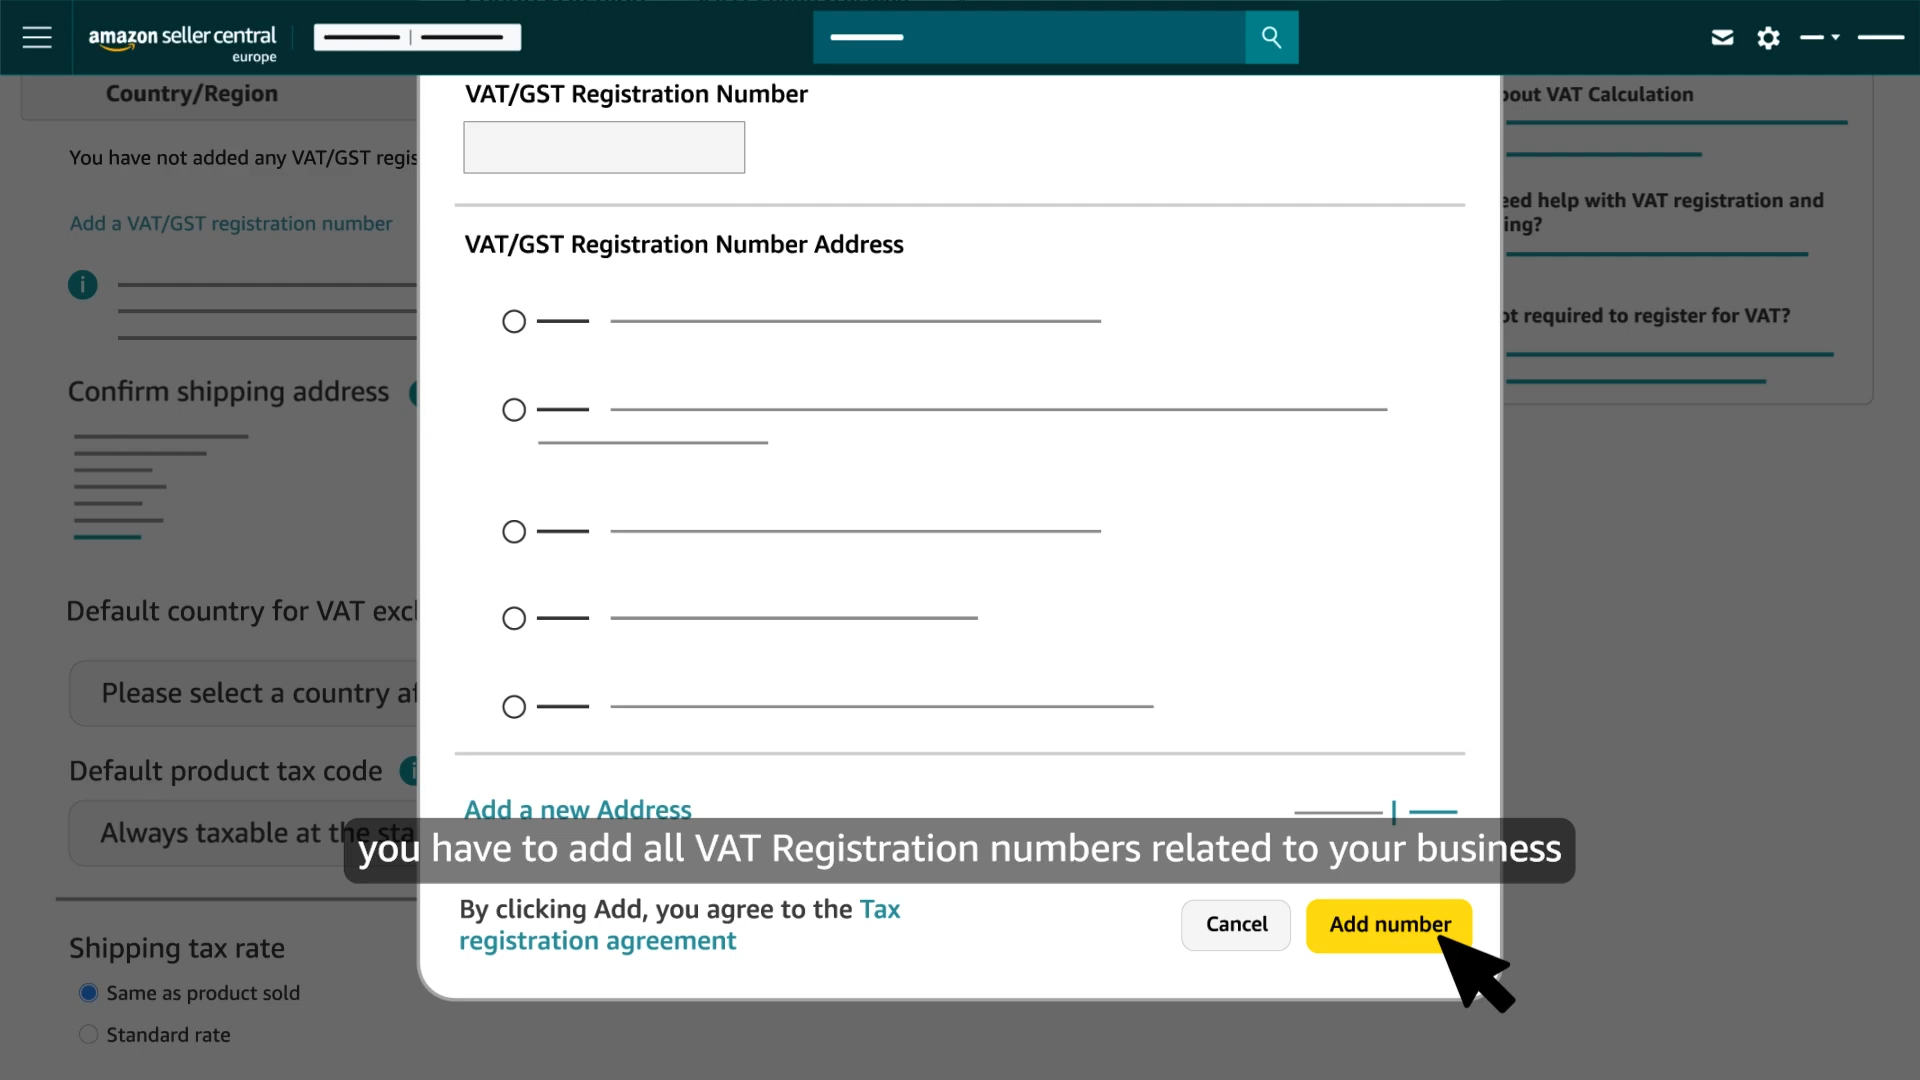 amazon seller central
europe
Country/Region
You have not added any VAT/GST regis
Add a VAT/GST registration number
Confirm shipping address
Default country for VAT excl
Please select a country af
Default product tax code
Always taxable at the sta
Shipping tax rate
Same as product sold
Standard rate
VAT/GST Registration Number
VAT/GST Registration Number Address
Add a new Address
you have to add all VAT Registration numbers related to your business
By clicking Add, you agree to the Tax
registration agreement
Cancel
Add number
bout VAT Calculation
eed help with VAT registration and
ing?
ot required to register for VAT?